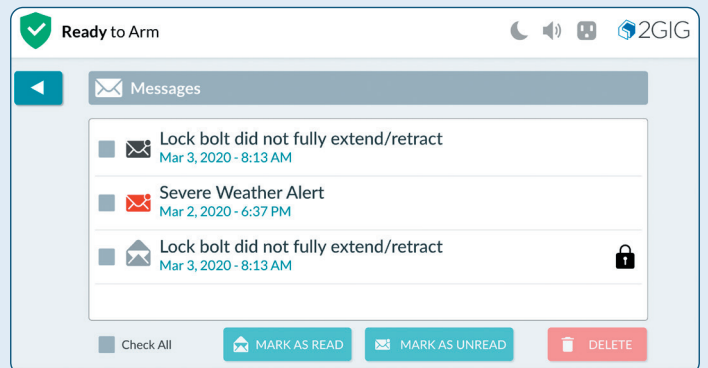 Ready to Arm
2GIG
Messages
Lock bolt did not fully extend/retract
Mar 3, 2020 - 8:13 AM
Severe Weather Alert
Mar 2, 2020 - 6:37 PM
Lock bolt did not fully extend/retract
Mar 3, 2020 - 8:13 AM
Check All
MARK AS READ
MARK AS UNREAD
DELETE